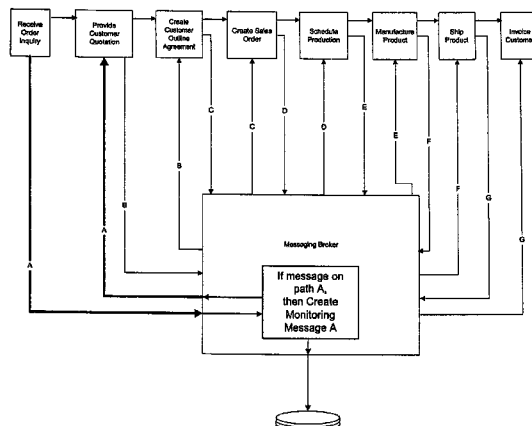 Receive
Order
Inquiry
Provide
Customer
Quotation
Create
Customer
Outline
Agreement
Create Sales
Order
Schedule
Production
Manufacture
Product
Ship
Product
Invoice
Customer
C
D
E
F
G
A
B
B
C
D
E
F
G
A
Messaging Broker
If message on
path A,
then Create
Monitoring
Message A